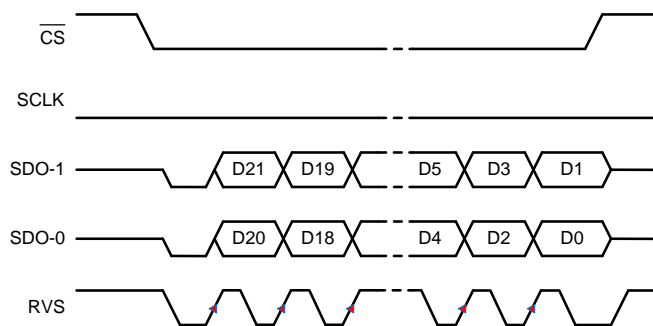 CS
SCLK
SDO-1 D21 D19 D5 D3 D1
SDO-0 D20 D18 D4 D2 D0
RVS